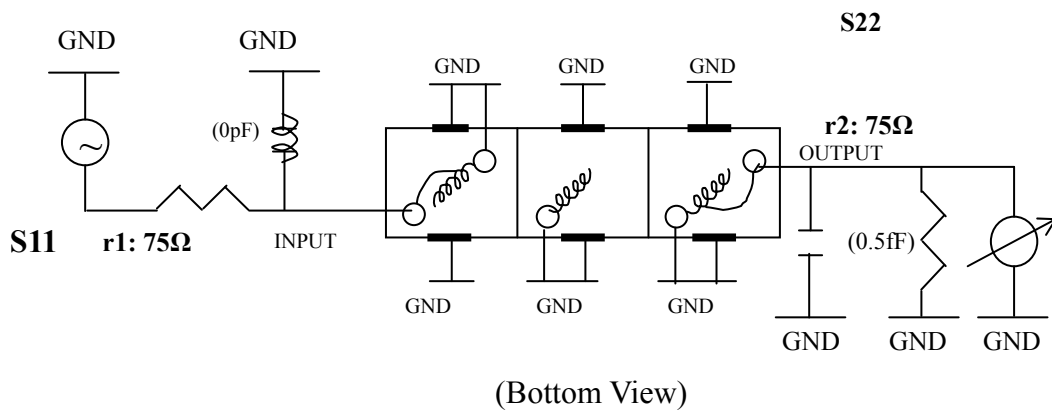 S22
GND
GND
GND
GND
GND
(0pF)
r2: 75Ω
OUTPUT
S11
r1: 75Ω
INPUT
(0.5fF)
GND
GND
GND
GND
GND
GND
(Bottom View)